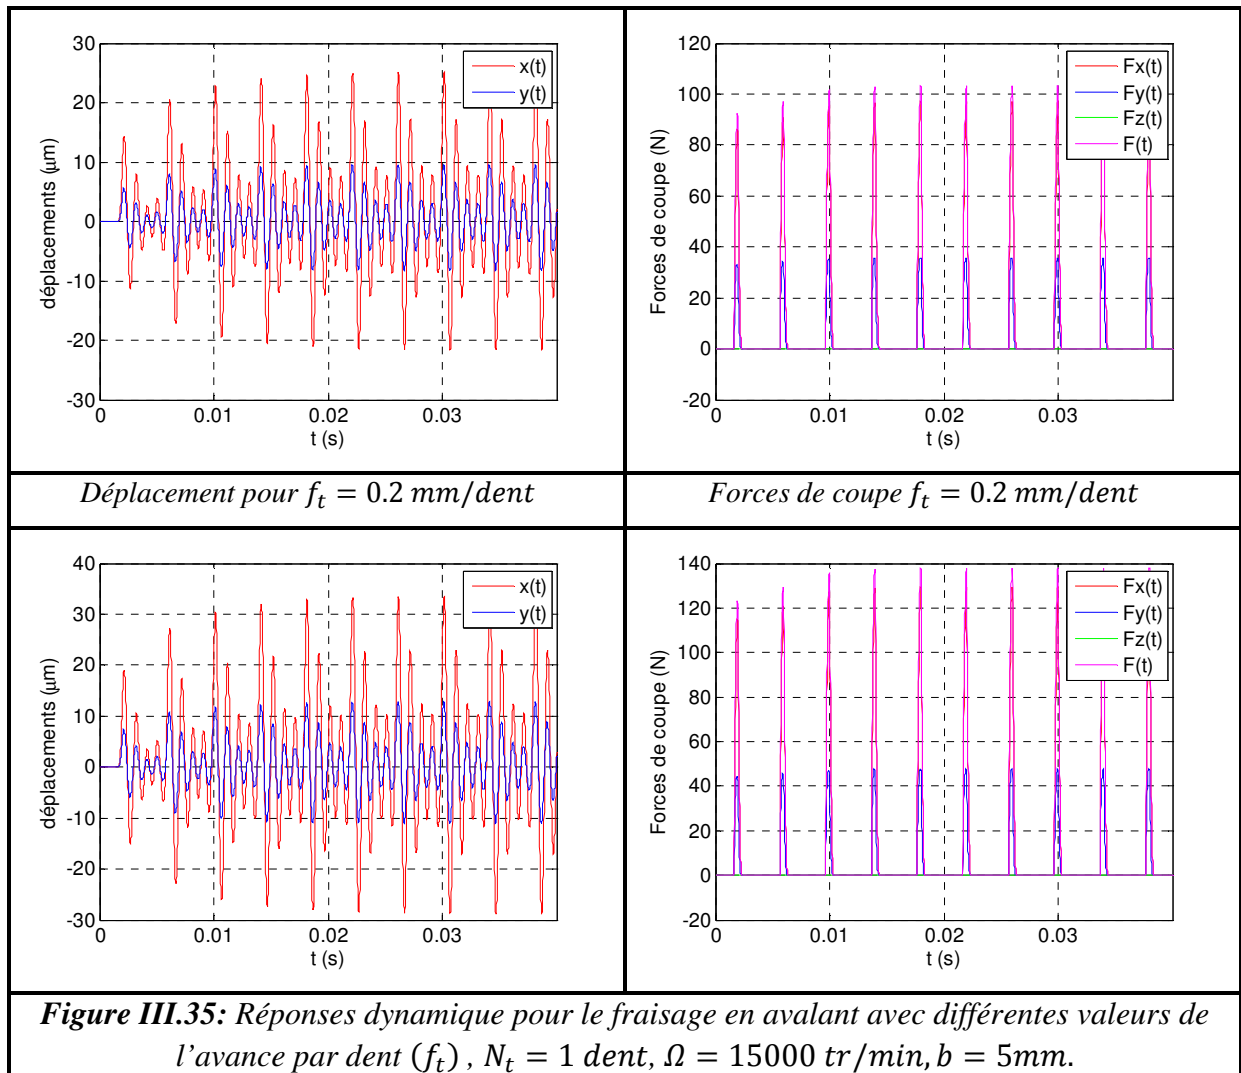 30
20
10
0
-10
-20
-30
déplacements (μm)
0
0.01
0.02
0.03
t (s)
x(t)
y(t)
120
100
80
60
40
20
0
-20
Forces de coupe (N)
0
0.01
0.02
0.03
t (s)
Fx(t)
Fy(t)
Fz(t)
F(t)
Déplacement pour f_t = 0.2 mm/dent
Forces de coupe f_t = 0.2 mm/dent
40
30
20
10
0
-10
-20
-30
déplacements (μm)
0
0.01
0.02
0.03
t (s)
x(t)
y(t)
140
120
100
80
60
40
20
0
-20
Forces de coupe (N)
0
0.01
0.02
0.03
t (s)
Fx(t)
Fy(t)
Fz(t)
F(t)
Figure III.35: Réponses dynamique pour le fraisage en avalant avec différentes valeurs de
l'avance par dent (f_t) , N_t = 1 dent, Ω = 15000 tr/min, b = 5mm.